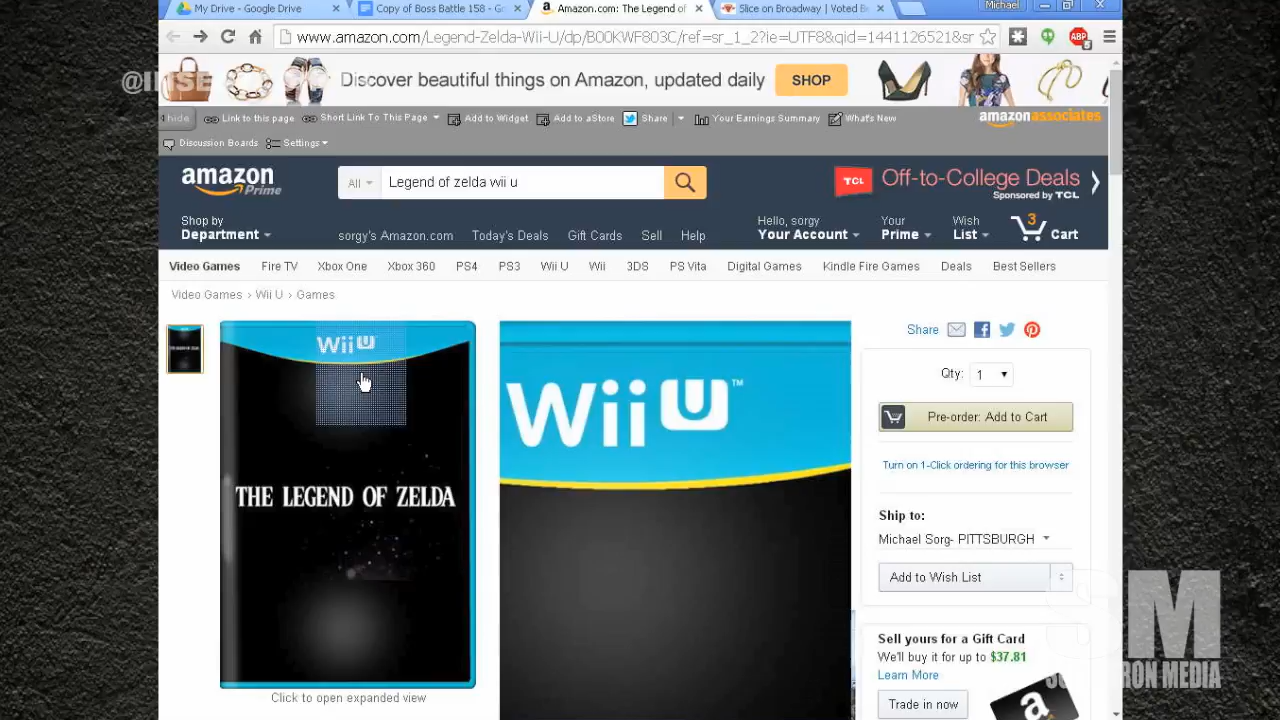 My Drive - Google Drive
Copy of Boss Battle 158 - Go
Amazon.com: The Legend of
Slice on Broadway | Voted B
Michael
www.amazon.com/Legend-Zelda-Wii-U/dp/B00KWF803C/ref=sr_1_2?ie=UTF8&qid=1441126521&sr
ABP
5
Discover beautiful things on Amazon, updated daily
SHOP
hide
Link to this page
Short Link To This Page
Add to Widget
Add to aStore
Share
Your Earnings Summary
What's New
amazonassociates
Discussion Boards
Settings
amazon
Prime
All
Legend of zelda wii u
TCL
Off-to-College Deals
Sponsored by TCL
Shop by
Department
sorgy's Amazon.com
Today's Deals
Gift Cards
Sell
Help
Hello, sorgy
Your Account
Your
Prime
Wish
List
3
Cart
Video Games
Fire TV
Xbox One
Xbox 360
PS4
PS3
Wii U
Wii
3DS
PS Vita
Digital Games
Kindle Fire Games
Deals
Best Sellers
Video Games › Wii U › Games
Wii U
THE LEGEND OF ZELDA
Click to open expanded view
Wii U™
Share
Qty: 1
Pre-order: Add to Cart
Turn on 1-Click ordering for this browser
Ship to:
Michael Sorg- PITTSBURGH
Add to Wish List
Sell yours for a Gift Card
We'll buy it for up to $37.81
Learn More
Trade in now
SM